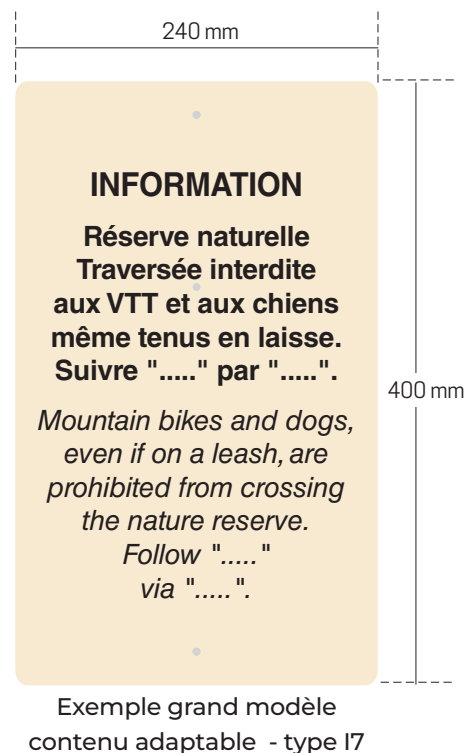 240 mm
INFORMATION
Réserve naturelle
Traversée interdite
aux VTT et aux chiens
même tenus en laisse.
Suivre "....." par ".....".
400 mm
Mountain bikes and dogs,
even if on a leash, are
prohibited from crossing
the nature reserve.
Follow "....."
via ".....".
Exemple grand modèle
contenu adaptable - type I7